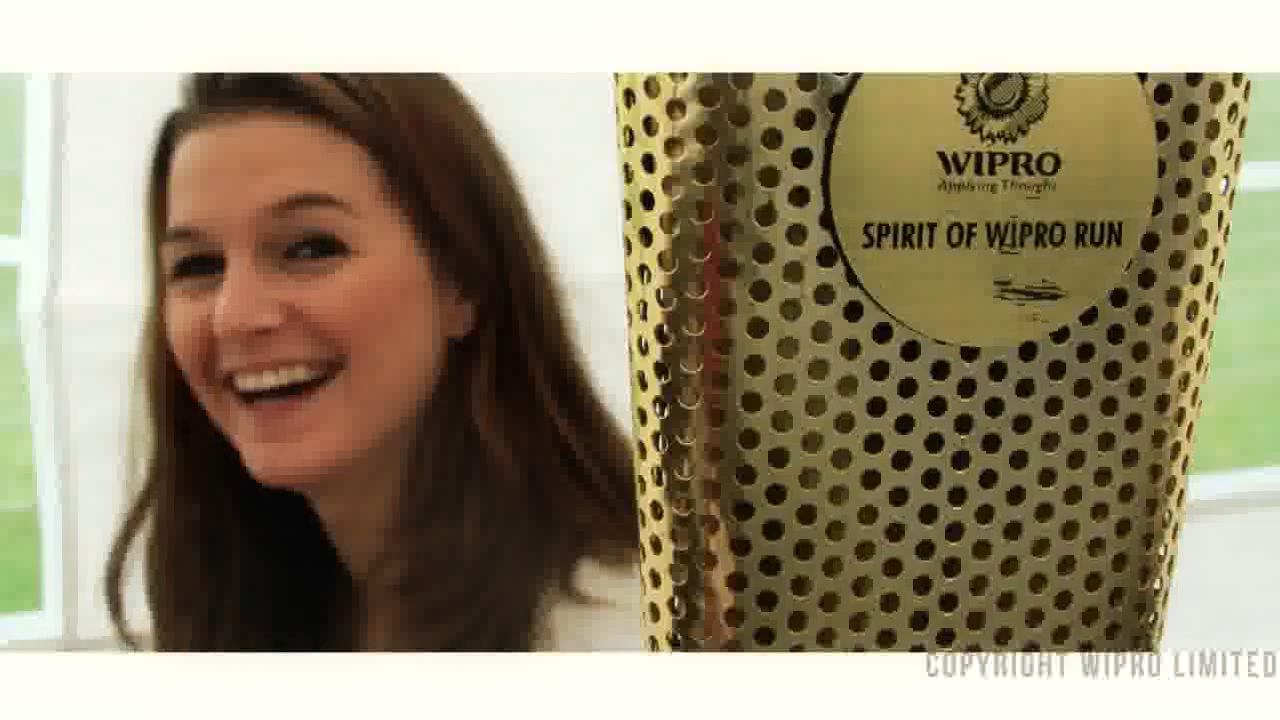 WIPRO
Applying Thought
SPIRIT OF WIPRO RUN
COPYRIGHT WIPRO LIMITED